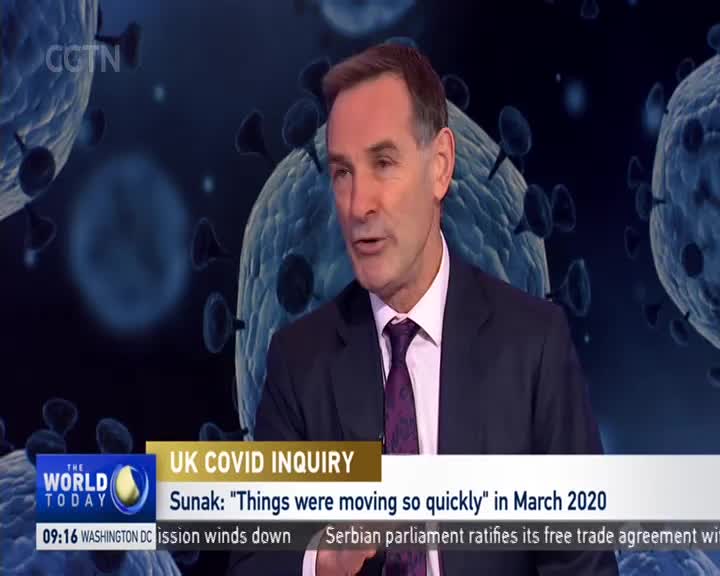 CGTN
UK COVID INQUIRY
THE
WORLD
TODAY
Sunak: "Things were moving so quickly" in March 2020
09:16 WASHINGTON DC
ission winds down Serbian parliament ratifies its free trade agreement wi